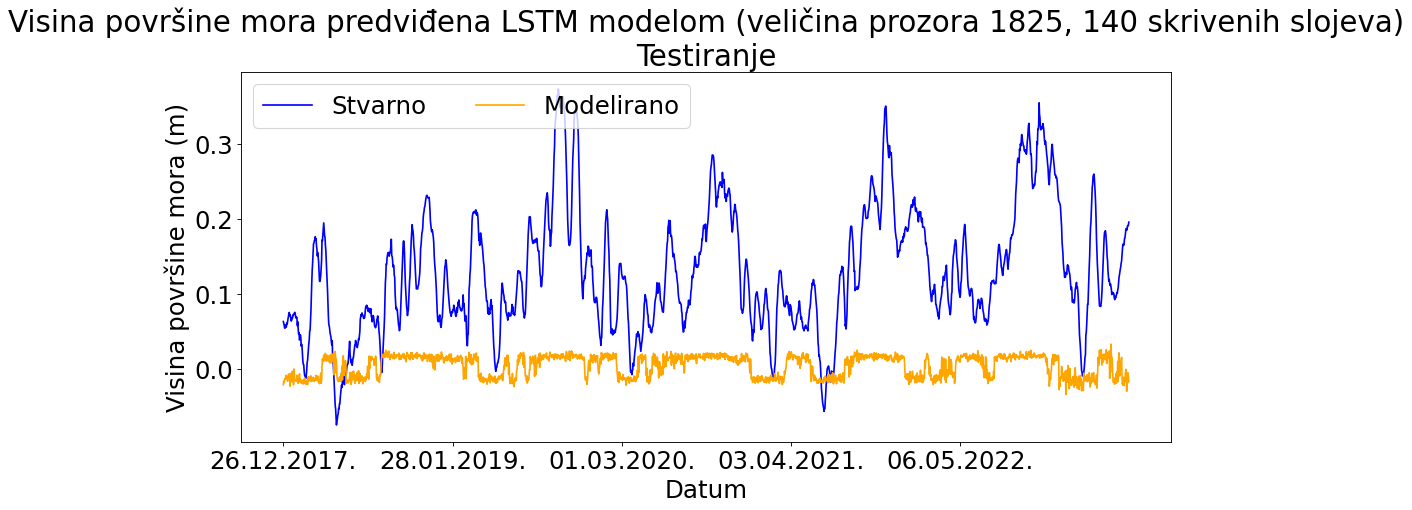 Visina površine mora predviđena LSTM modelom (veličina prozora 1825, 140 skrivenih slojeva)
Testiranje
Stvarno Modelirano
Visina površine mora (m)
0.3
0.2
0.1
0.0
26.12.2017. 28.01.2019. 01.03.2020. 03.04.2021. 06.05.2022.
Datum